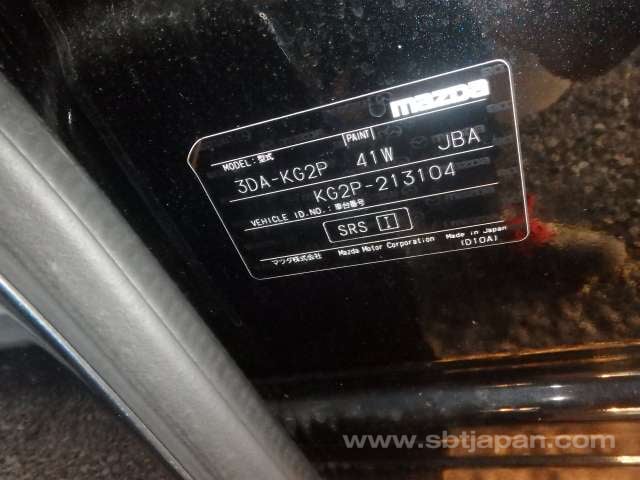 mazda
MODEL:型式 PAINT
3DA-KG2P 41W JBA
KG2P-213104
VEHICLE ID.NO.:車台番号
SRS I
マツダ株式会社 Mazda Motor Corporation Made in Japan
(D10A)
www.sbtjapan.com